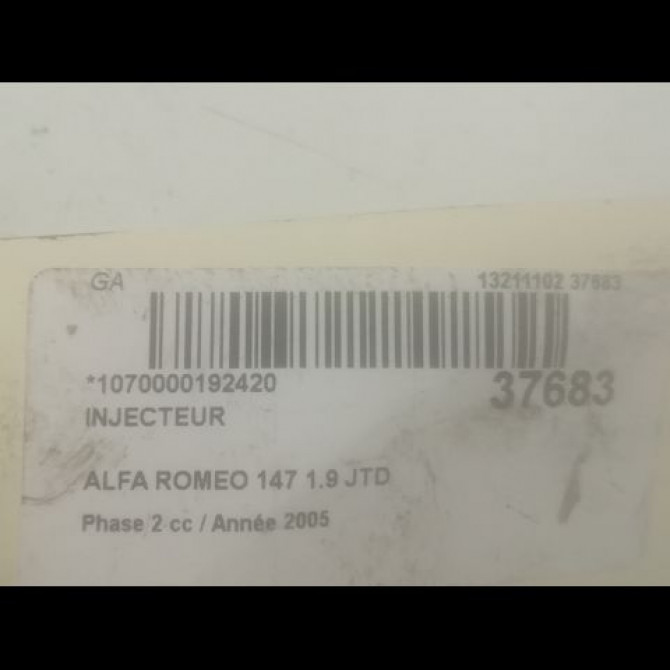 GA 13211102 37683
*1070000192420 37683
INJECTEUR
ALFA ROMEO 147 1.9 JTD
Phase 2 cc / Année 2005